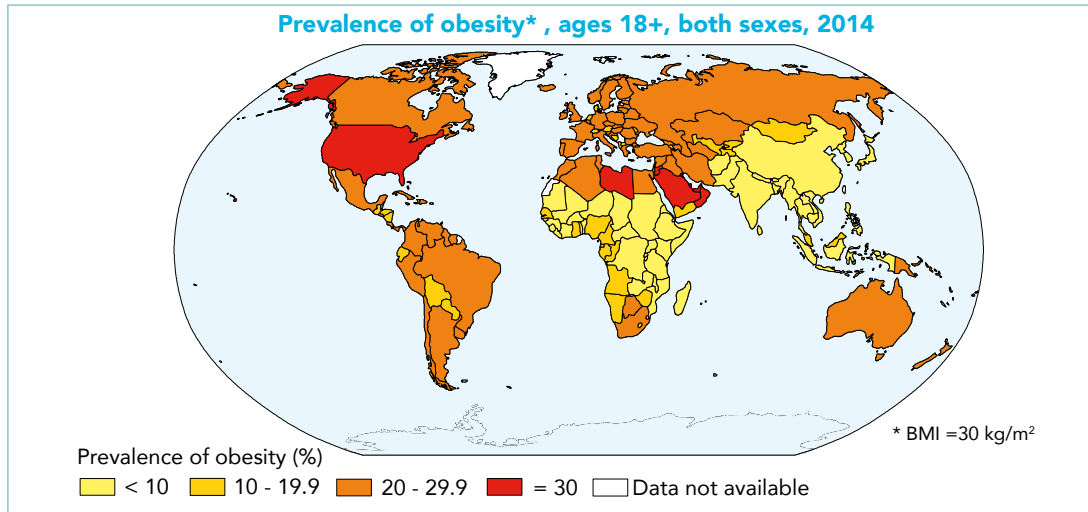 Prevalence of obesity* , ages 18+, both sexes, 2014
* BMI =30 kg/m²
Prevalence of obesity (%)
< 10 10 - 19.9 20 - 29.9 = 30 Data not available